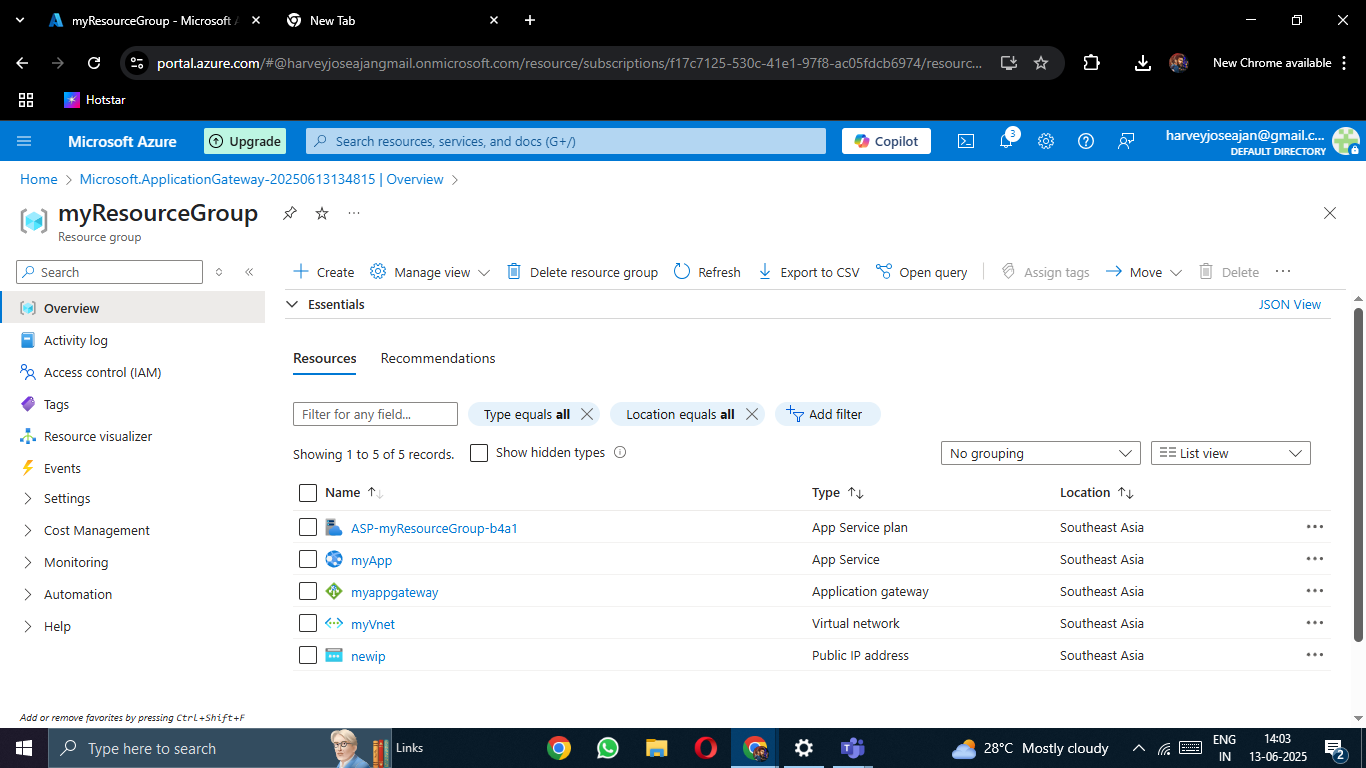 myResourceGroup - Microsoft A
New Tab
portal.azure.com/#@harveyjoseajangmail.onmicrosoft.com/resource/subscriptions/f17c7125-530c-41e1-97f8-ac05fdcb6974/resourc...
New Chrome available
Hotstar
Microsoft Azure
Upgrade
Search resources, services, and docs (G+/)
Copilot
3
harveyjoseajan@gmail.c...
DEFAULT DIRECTORY
Home > Microsoft.ApplicationGateway-20250613134815 | Overview >
myResourceGroup
Resource group
Search
Create
Manage view
Delete resource group
Refresh
Export to CSV
Open query
Assign tags
Move
Delete
Overview
Activity log
Access control (IAM)
Tags
Resource visualizer
Events
Settings
Cost Management
Monitoring
Automation
Help
Add or remove favorites by pressing Ctrl+Shift+F
Essentials
JSON View
Resources
Recommendations
Filter for any field...
Type equals all
Location equals all
Add filter
Showing 1 to 5 of 5 records.
Show hidden types
No grouping
List view
Name Type Location
ASP-myResourceGroup-b4a1 App Service plan Southeast Asia
myApp App Service Southeast Asia
myappgateway Application gateway Southeast Asia
myVnet Virtual network Southeast Asia
newip Public IP address Southeast Asia
Type here to search
Links
28°C Mostly cloudy
ENG
IN
14:03
13-06-2025
2